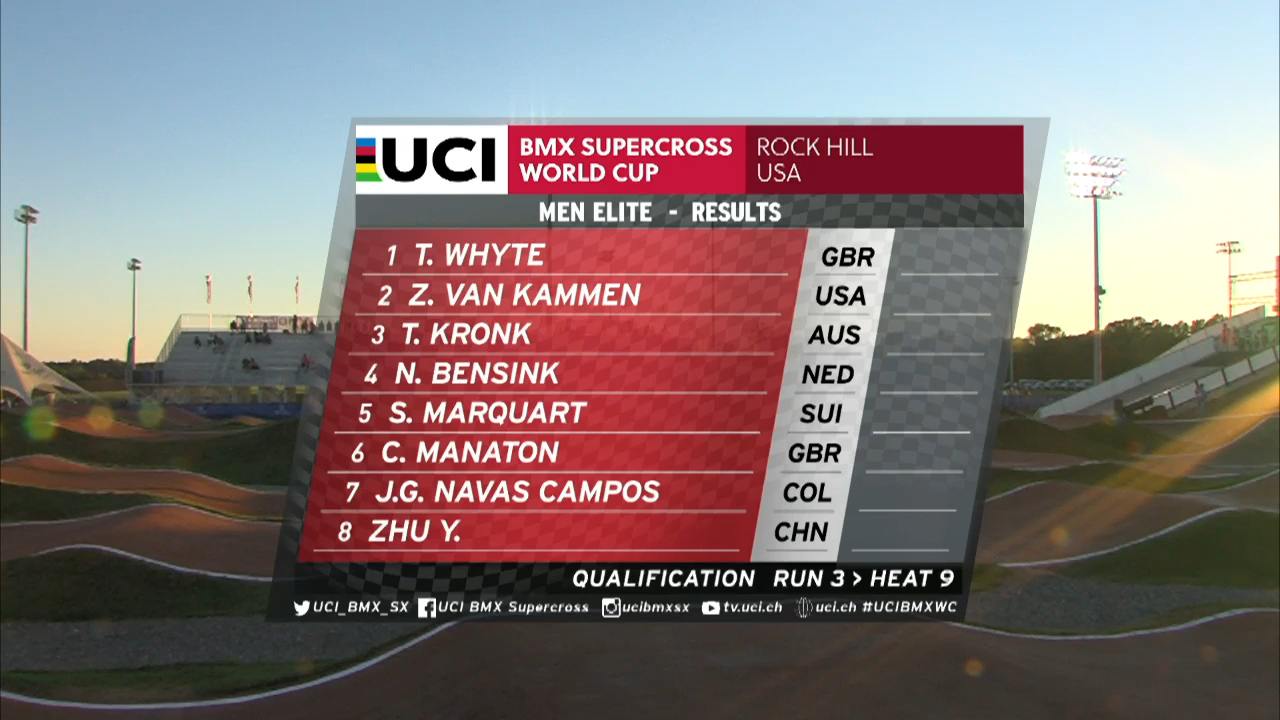 UCI
BMX SUPERCROSS
WORLD CUP
ROCK HILL
USA
MEN ELITE - RESULTS
1 T. WHYTE GBR
2 Z. VAN KAMMEN USA
3 T. KRONK AUS
4 N. BENSINK NED
5 S. MARQUART SUI
6 C. MANATON GBR
7 J.G. NAVAS CAMPOS COL
8 ZHU Y. CHN
QUALIFICATION RUN 3 > HEAT 9
UCI_BMX_SX UCI BMX Supercross ucibmxsx tv.uci.ch uci.ch #UCIBMXWC